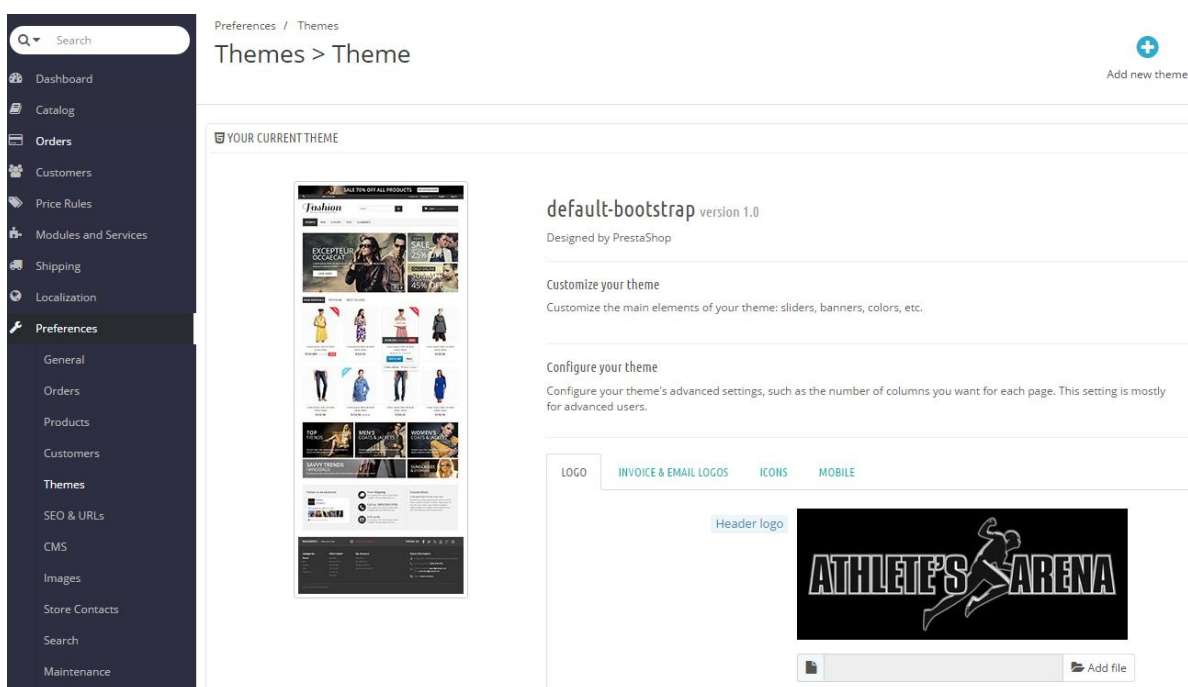 Search
Dashboard
Catalog
Orders
Customers
Price Rules
Modules and Services
Shipping
Localization
Preferences
General
Orders
Products
Customers
Themes
SEO & URLs
CMS
Images
Store Contacts
Search
Maintenance
Preferences / Themes
Themes > Theme
Add new theme
YOUR CURRENT THEME
SALE 70% OFF ALL PRODUCTS
Fashion
EXCEPTEUR
OCCAECAT
SALE
25% OFF
45% OFF
TOP
TRENDS
MEN'S
COATS & JACKETS
WOMEN'S
COATS & JACKETS
SAVVY TRENDS
HANDBAGS
default-bootstrap version 1.0
Designed by PrestaShop
Customize your theme
Customize the main elements of your theme: sliders, banners, colors, etc.
Configure your theme
Configure your theme's advanced settings, such as the number of columns you want for each page. This setting is mostly
for advanced users.
LOGO INVOICE & EMAIL LOGOS ICONS MOBILE
Header logo
ATHLETE'S ARENA
Add file